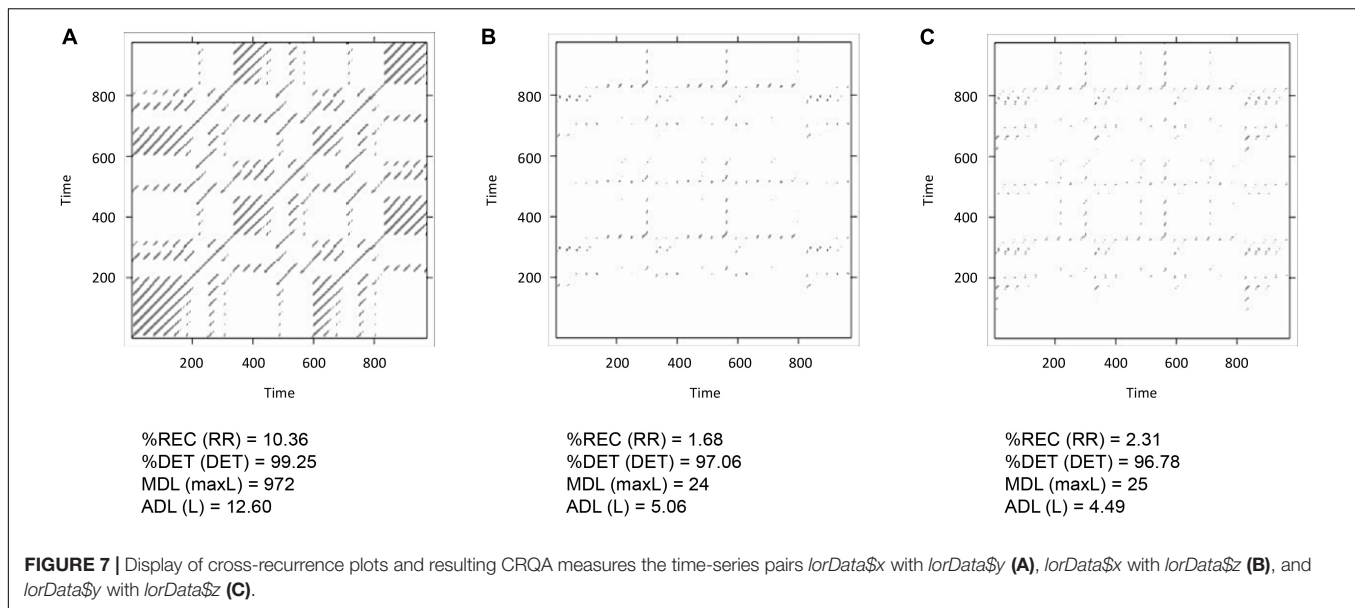 A
800
600
400
200
Time
200 400 600 800
Time
%REC (RR) = 10.36
%DET (DET) = 99.25
MDL (maxL) = 972
ADL (L) = 12.60
B
800
600
400
200
Time
200 400 600 800
Time
%REC (RR) = 1.68
%DET (DET) = 97.06
MDL (maxL) = 24
ADL (L) = 5.06
C
800
600
400
200
Time
200 400 600 800
Time
%REC (RR) = 2.31
%DET (DET) = 96.78
MDL (maxL) = 25
ADL (L) = 4.49
FIGURE 7 | Display of cross-recurrence plots and resulting CRQA measures the time-series pairs lorData$x with lorData$y (A), lorData$x with lorData$z (B), and
lorData$y with lorData$z (C).